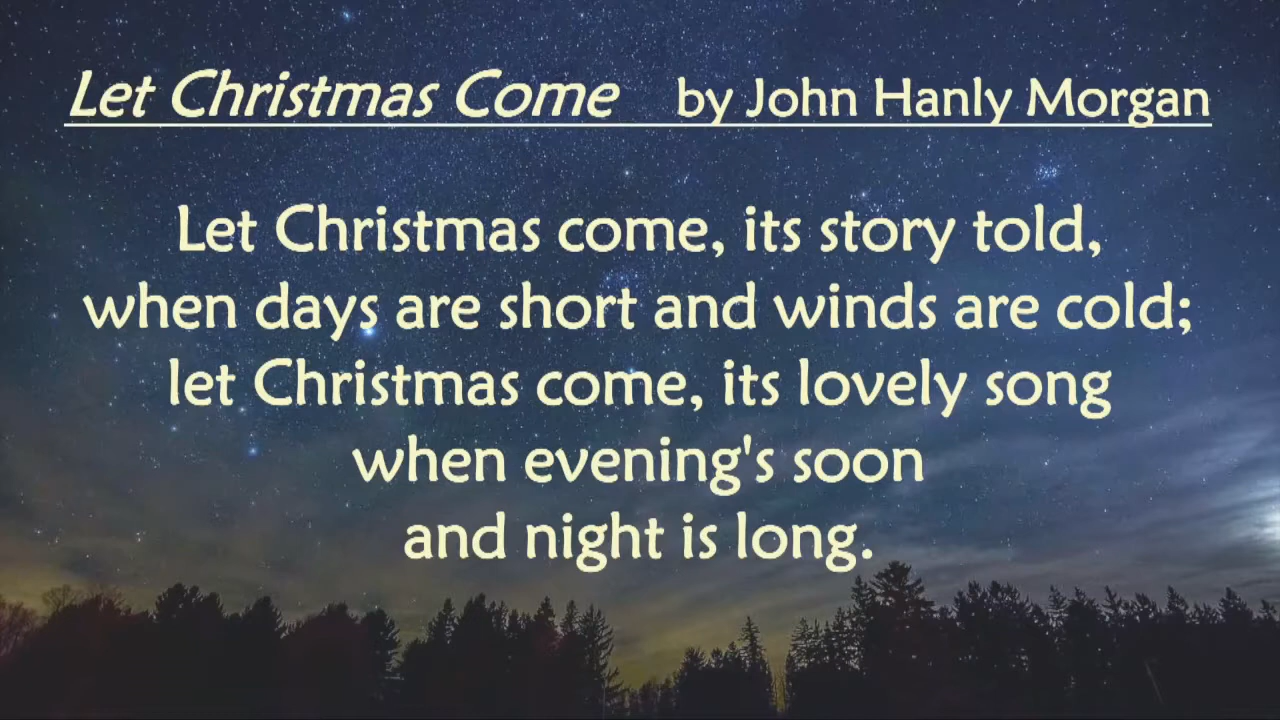 Let Christmas Come by John Hanly Morgan
Let Christmas come, its story told,
when days are short and winds are cold;
let Christmas come, its lovely song
when evening's soon
and night is long.